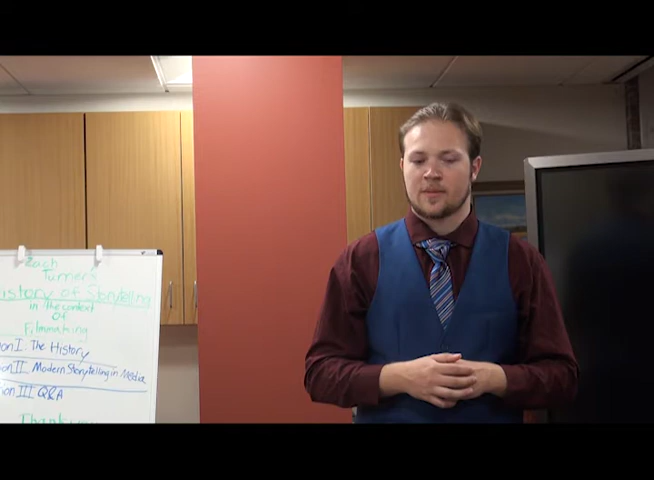 Zach
Turner's
istory of Storytelling
in the context
of
Filmmaking
ion I. The History
ion II. Modern Storytelling in Media
ion III Q&A